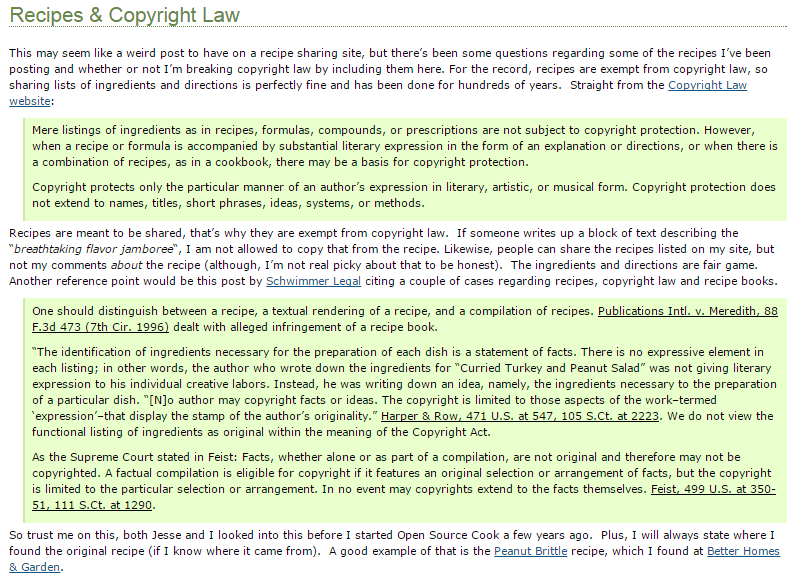 Recipes & Copyright Law
This may seem like a weird post to have on a recipe sharing site, but there's been some questions regarding some of the recipes I've been
posting and whether or not I'm breaking copyright law by including them here. For the record, recipes are exempt from copyright law, so
sharing lists of ingredients and directions is perfectly fine and has been done for hundreds of years.  Straight from the Copyright Law
website:
Mere listings of ingredients as in recipes, formulas, compounds, or prescriptions are not subject to copyright protection. However,
when a recipe or formula is accompanied by substantial literary expression in the form of an explanation or directions, or when there is
a combination of recipes, as in a cookbook, there may be a basis for copyright protection.
Copyright protects only the particular manner of an author's expression in literary, artistic, or musical form. Copyright protection does
not extend to names, titles, short phrases, ideas, systems, or methods.
Recipes are meant to be shared, that's why they are exempt from copyright law.  If someone writes up a block of text describing the
"breathtaking flavor jamboree", I am not allowed to copy that from the recipe. Likewise, people can share the recipes listed on my site, but
not my comments about the recipe (although, I'm not real picky about that to be honest).  The ingredients and directions are fair game.
Another reference point would be this post by Schwimmer Legal citing a couple of cases regarding recipes, copyright law and recipe books.
One should distinguish between a recipe, a textual rendering of a recipe, and a compilation of recipes. Publications Intl. v. Meredith, 88
F.3d 473 (7th Cir. 1996) dealt with alleged infringement of a recipe book.
"The identification of ingredients necessary for the preparation of each dish is a statement of facts. There is no expressive element in
each listing; in other words, the author who wrote down the ingredients for "Curried Turkey and Peanut Salad" was not giving literary
expression to his individual creative labors. Instead, he was writing down an idea, namely, the ingredients necessary to the preparation
of a particular dish. "[N]o author may copyright facts or ideas. The copyright is limited to those aspects of the work–termed
'expression'–that display the stamp of the author's originality." Harper & Row, 471 U.S. at 547, 105 S.Ct. at 2223. We do not view the
functional listing of ingredients as original within the meaning of the Copyright Act.
As the Supreme Court stated in Feist: Facts, whether alone or as part of a compilation, are not original and therefore may not be
copyrighted. A factual compilation is eligible for copyright if it features an original selection or arrangement of facts, but the copyright
is limited to the particular selection or arrangement. In no event may copyrights extend to the facts themselves. Feist, 499 U.S. at 350-
51, 111 S.Ct. at 1290.
So trust me on this, both Jesse and I looked into this before I started Open Source Cook a few years ago.  Plus, I will always state where I
found the original recipe (if I know where it came from).  A good example of that is the Peanut Brittle recipe, which I found at Better Homes
& Garden.